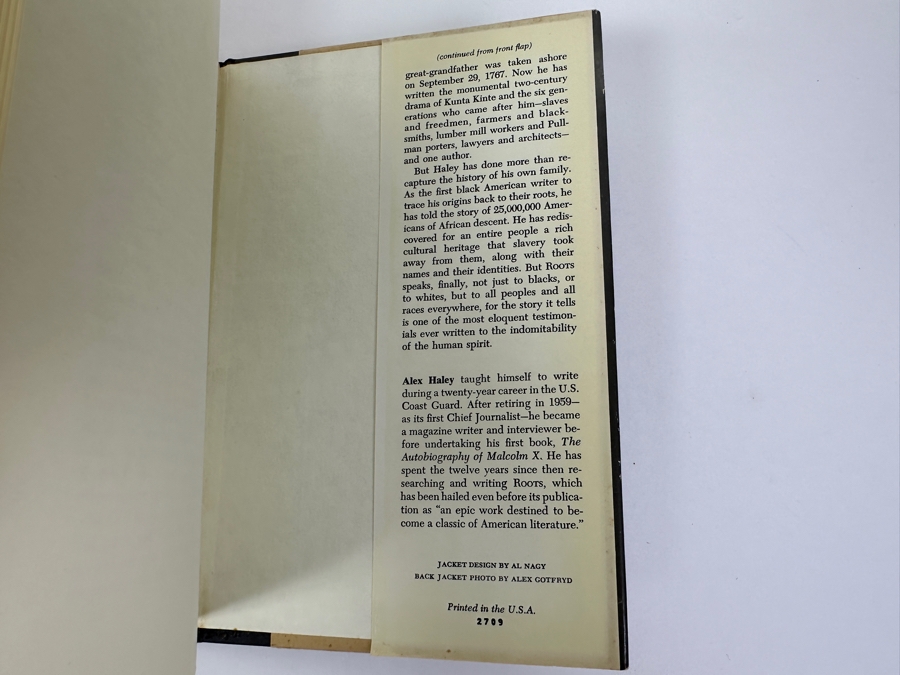 (continued from front flap)
great-grandfather was taken ashore
on September 29, 1767. Now he has
written the monumental two-century
drama of Kunta Kinte and the six gen-
erations who came after him—slaves
and freedmen, farmers and black-
smiths, lumber mill workers and Pull-
man porters, lawyers and architects—
and one author.
But Haley has done more than re-
capture the history of his own family.
As the first black American writer to
trace his origins back to their roots, he
has told the story of 25,000,000 Amer-
icans of African descent. He has redis-
covered for an entire people a rich
cultural heritage that slavery took
away from them, along with their
names and their identities. But ROOTS
speaks, finally, not just to blacks, or
to whites, but to all peoples and all
races everywhere, for the story it tells
is one of the most eloquent testimon-
ials ever written to the indomitability
of the human spirit.
Alex Haley taught himself to write
during a twenty-year career in the U.S.
Coast Guard. After retiring in 1959—
as its first Chief Journalist—he became
a magazine writer and interviewer be-
fore undertaking his first book, The
Autobiography of Malcolm X. He has
spent the twelve years since then re-
searching and writing ROOTS, which
has been hailed even before its publica-
tion as “an epic work destined to be-
come a classic of American literature.”
JACKET DESIGN BY AL NAGY
BACK JACKET PHOTO BY ALEX GOTFRYD
Printed in the U.S.A.
2709